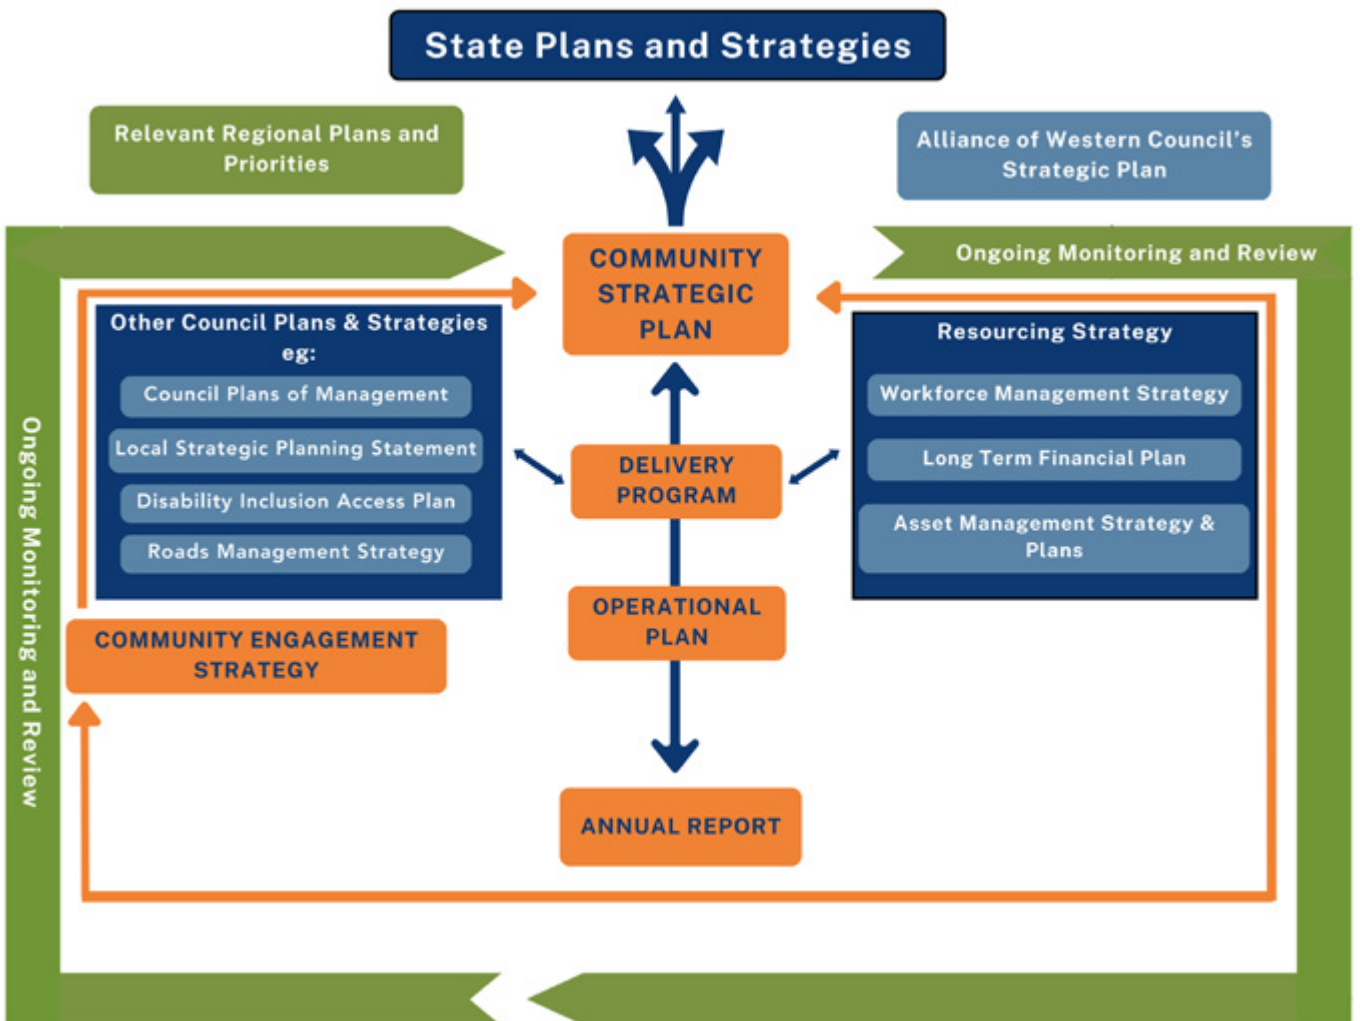 State Plans and Strategies
Relevant Regional Plans and
Priorities
Alliance of Western Council's
Strategic Plan
Ongoing Monitoring and Review
COMMUNITY
STRATEGIC
PLAN
Other Council Plans & Strategies
eg:
Council Plans of Management
Local Strategic Planning Statement
Disability Inclusion Access Plan
Roads Management Strategy
Resourcing Strategy
Workforce Management Strategy
Long Term Financial Plan
Asset Management Strategy &
Plans
DELIVERY
PROGRAM
OPERATIONAL
PLAN
COMMUNITY ENGAGEMENT
STRATEGY
Ongoing Monitoring and Review
ANNUAL REPORT